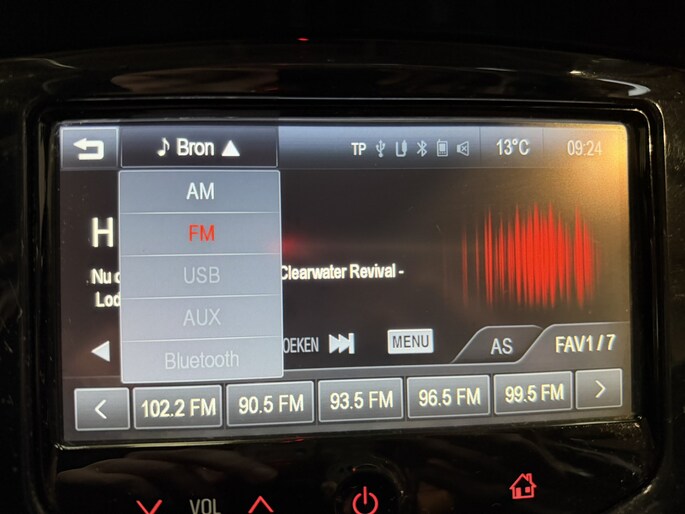 Bron TP 13°C 09:24
AM
FM
USB
AUX
Bluetooth
H
Nu Clearwater Revival -
Lod
OEKEN MENU AS FAV1 / 7
102.2 FM 90.5 FM 93.5 FM 96.5 FM 99.5 FM
VOL